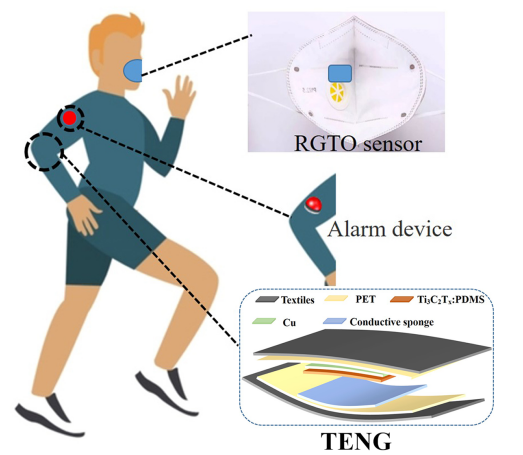 RGTO sensor
Alarm device
Textiles PET Ti₃C₂Tₓ:PDMS
Cu Conductive sponge
TENG